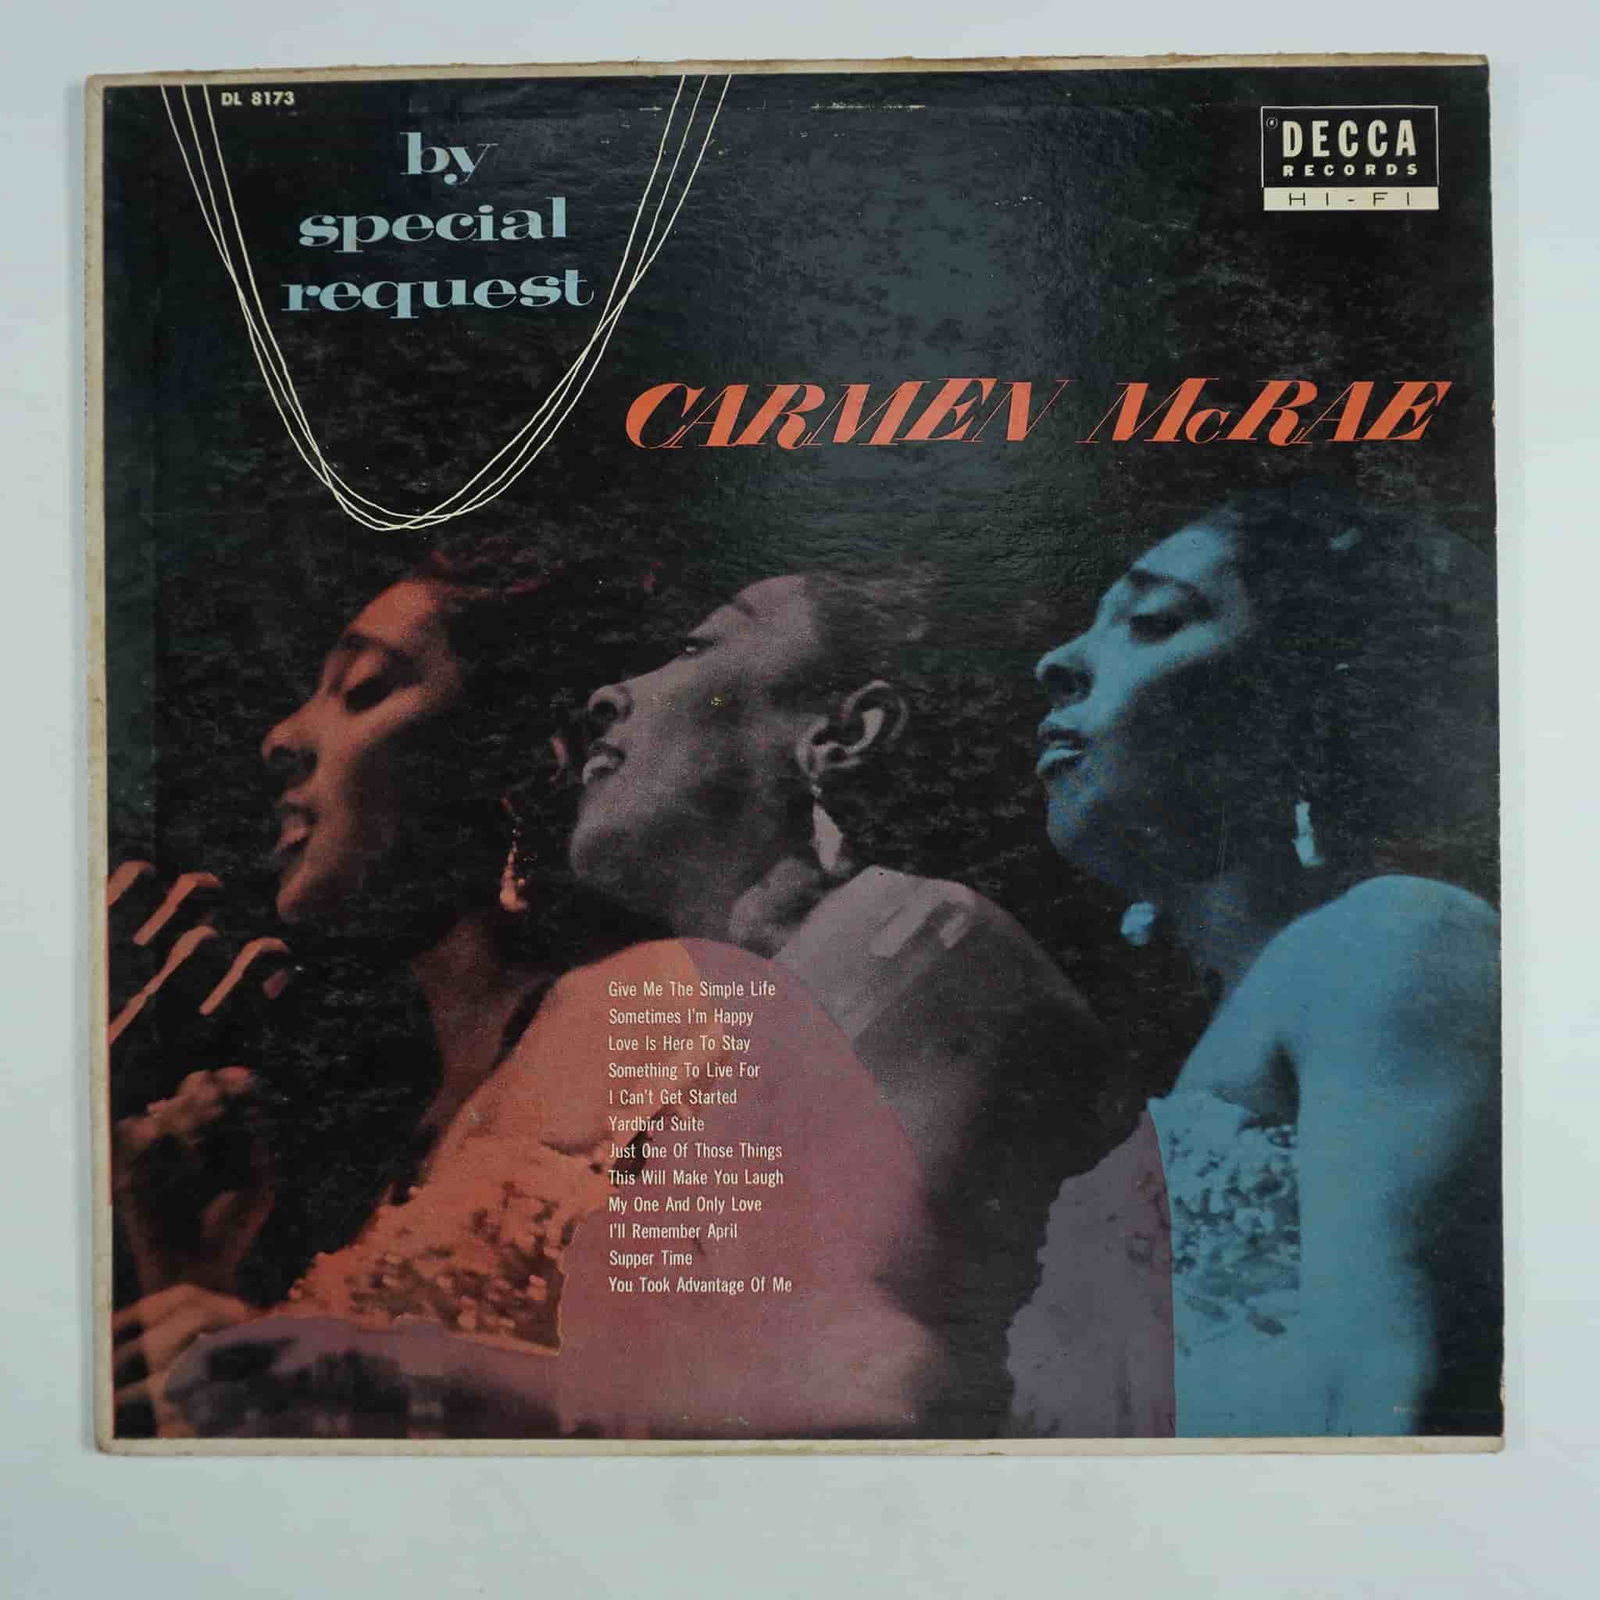 DL 8173
by
special
request
DECCA
RECORDS
HI-FI
CARMEN McRAE
Give Me The Simple Life
Sometimes I'm Happy
Love Is Here To Stay
Something To Live For
I Can't Get Started
Yardbird Suite
Just One Of Those Things
This Will Make You Laugh
My One And Only Love
I'll Remember April
Supper Time
You Took Advantage Of Me